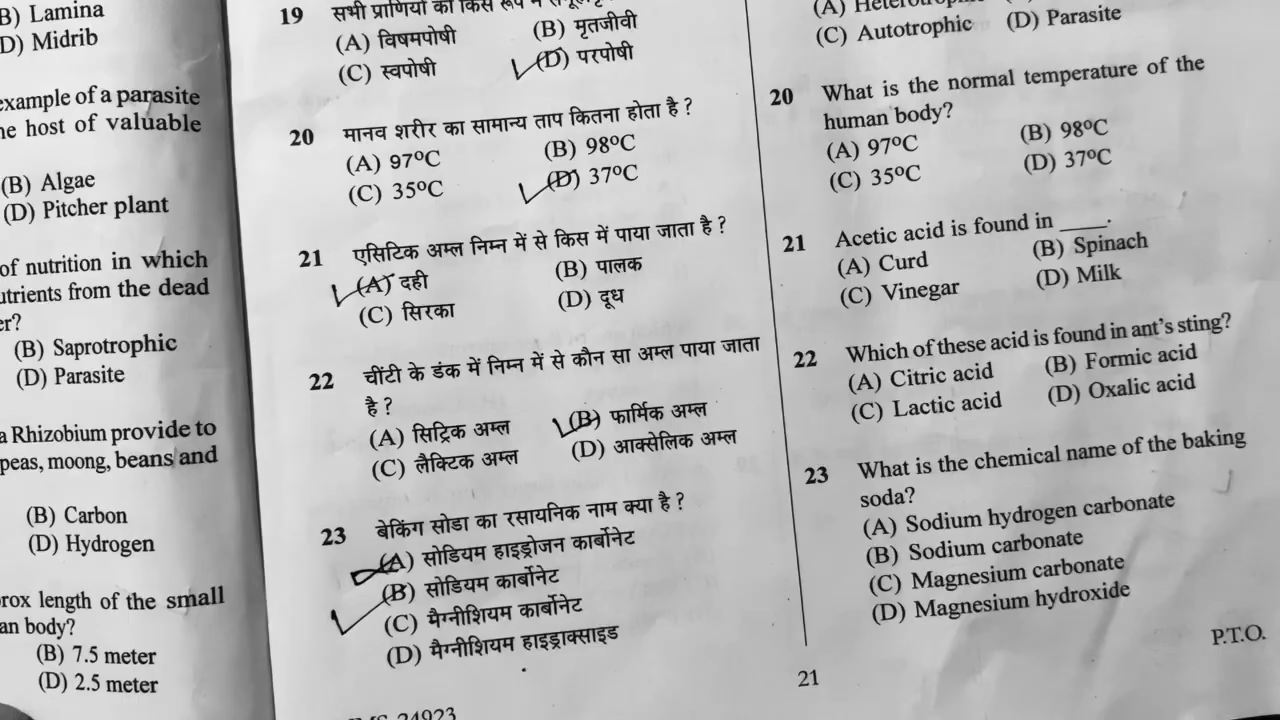 B) Lamina
D) Midrib
example of a parasite
he host of valuable
(B) Algae
(D) Pitcher plant
of nutrition in which
utrients from the dead
er?
(B) Saprotrophic
(D) Parasite
a Rhizobium provide to
peas, moong, beans and
(B) Carbon
(D) Hydrogen
rox length of the small
an body?
(B) 7.5 meter
(D) 2.5 meter
19 सभी प्राणियों को किस रूप में
(A) विषमपोषी (B) मृतजीवी
(C) स्वपोषी (D) परपोषी
20 मानव शरीर का सामान्य ताप कितना होता है ?
(A) 97°C (B) 98°C
(C) 35°C (D) 37°C
21 एसिटिक अम्ल निम्न में से किस में पाया जाता है ?
(A) दही (B) पालक
(C) सिरका (D) दूध
22 चींटी के डंक में निम्न में से कौन सा अम्ल पाया जाता
है ?
(A) सिट्रिक अम्ल (B) फार्मिक अम्ल
(C) लैक्टिक अम्ल (D) आक्सेलिक अम्ल
23 बेकिंग सोडा का रसायनिक नाम क्या है ?
(A) सोडियम हाइड्रोजन कार्बोनेट
(B) सोडियम कार्बोनेट
(C) मैग्नीशियम कार्बोनेट
(D) मैग्नीशियम हाइड्राक्साइड
24923
(A)
(C) Autotrophic (D) Parasite
20 What is the normal temperature of the
human body?
(A) 97°C (B) 98°C
(C) 35°C (D) 37°C
21 Acetic acid is found in ____.
(A) Curd (B) Spinach
(C) Vinegar (D) Milk
22 Which of these acid is found in ant's sting?
(A) Citric acid (B) Formic acid
(C) Lactic acid (D) Oxalic acid
23 What is the chemical name of the baking
soda?
(A) Sodium hydrogen carbonate
(B) Sodium carbonate
(C) Magnesium carbonate
(D) Magnesium hydroxide
P.T.O.
21